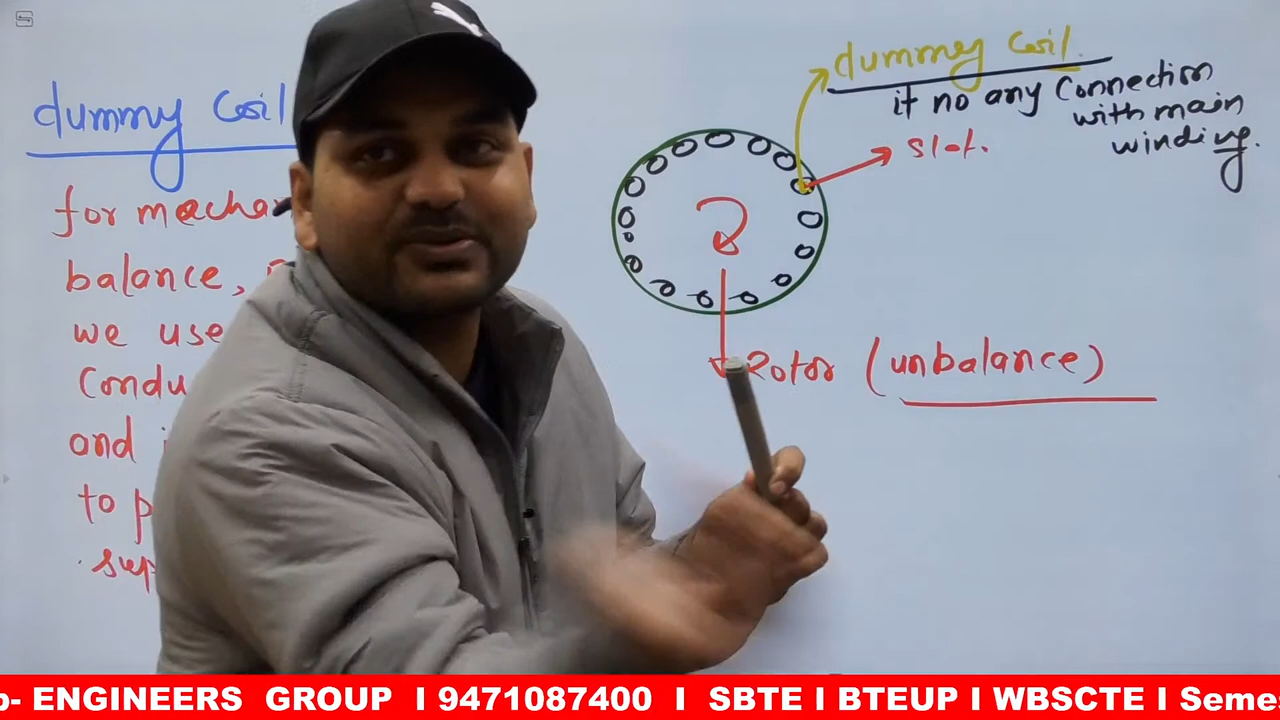 dummy coil
for mechan
balance,
we use
Condu
and i
to p
sup
dummy coil
it no any Connection
with main
winding.
slot.
Rotor (unbalance)
- ENGINEERS GROUP I 9471087400 I SBTE I BTEUP I WBSCTE I Seme